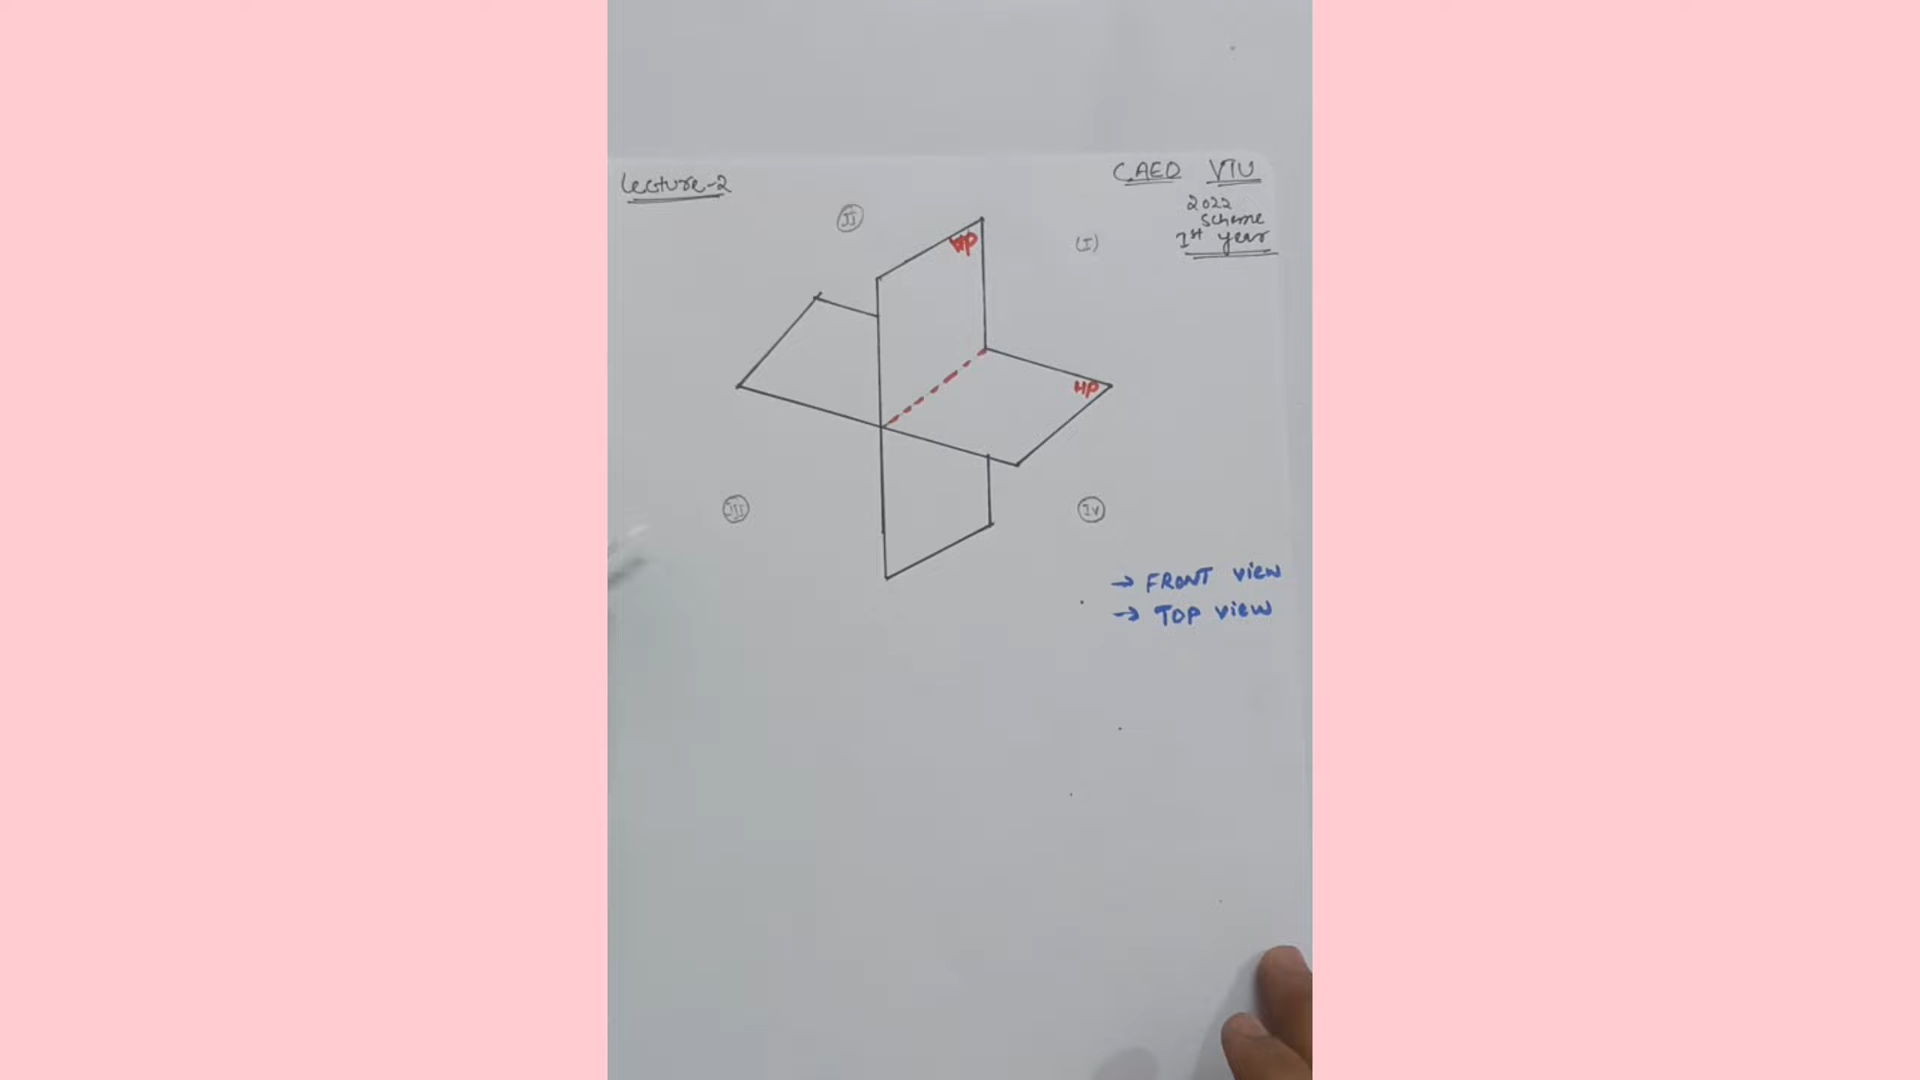 Lecture-2
CAED VTU
2022
Scheme
1st year
II
(I)
VP
HP
III
IV
→ FRONT view
→ TOP view